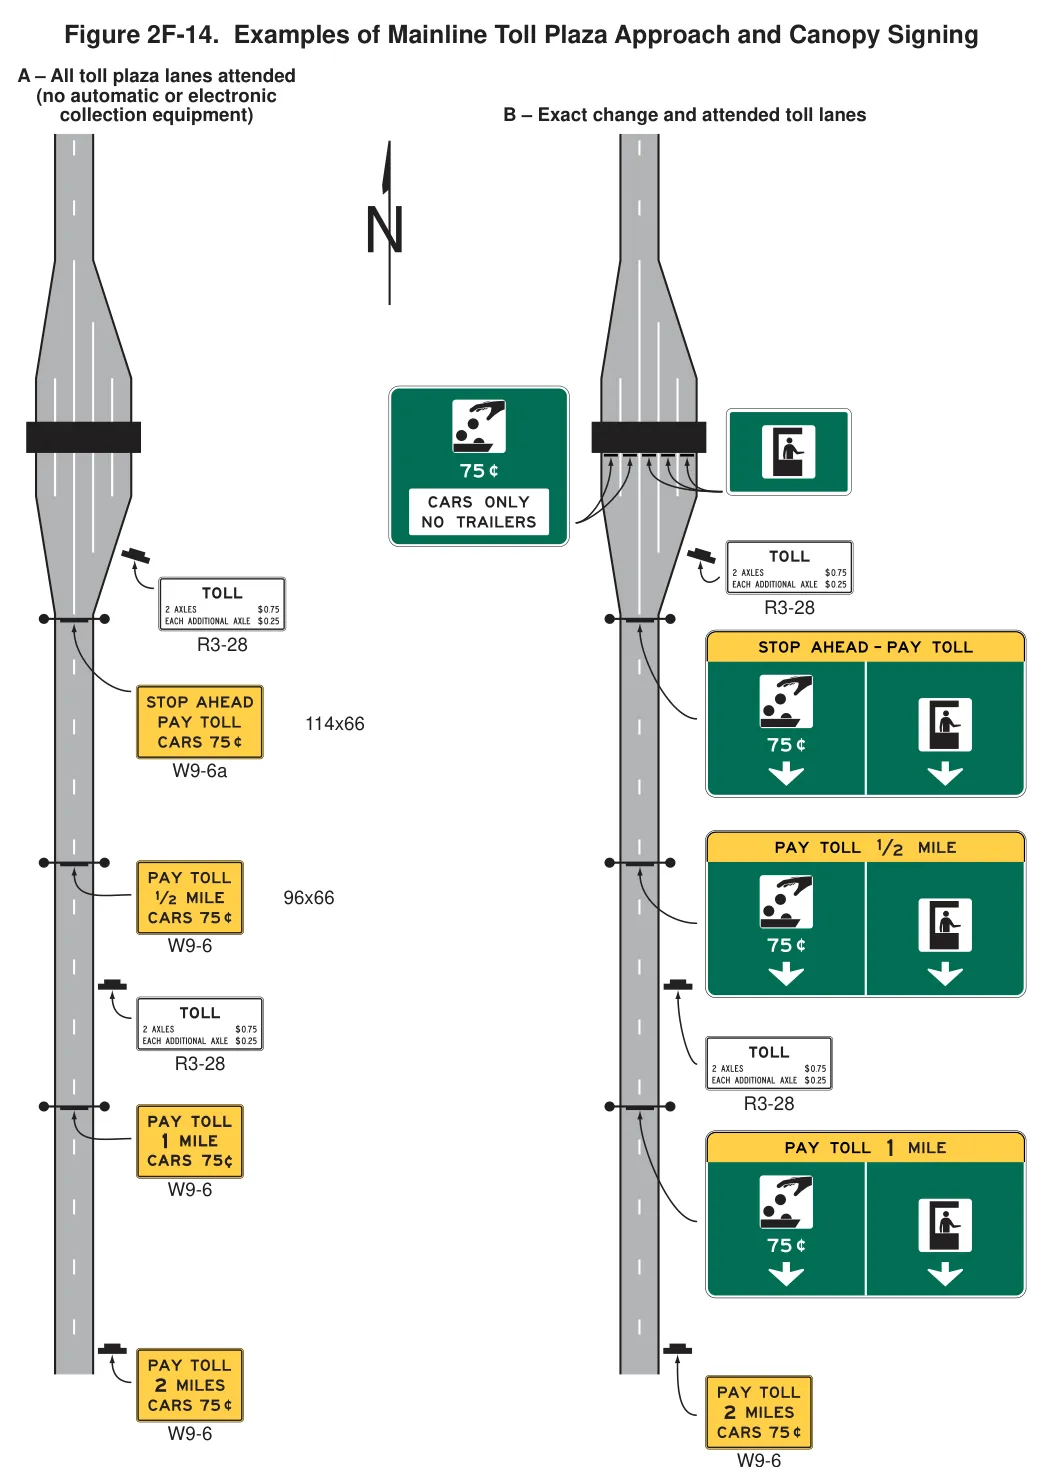 Figure 2F-14. Examples of Mainline Toll Plaza Approach and Canopy Signing
A – All toll plaza lanes attended
(no automatic or electronic
collection equipment)
B – Exact change and attended toll lanes
N
75¢
CARS ONLY
NO TRAILERS
TOLL
2 AXLES $0.75
EACH ADDITIONAL AXLE $0.25
R3-28
STOP AHEAD
PAY TOLL
CARS 75¢
W9-6a
114x66
PAY TOLL
1/2 MILE
CARS 75¢
W9-6
96x66
TOLL
2 AXLES $0.75
EACH ADDITIONAL AXLE $0.25
R3-28
PAY TOLL
1 MILE
CARS 75¢
W9-6
PAY TOLL
2 MILES
CARS 75¢
W9-6
TOLL
2 AXLES $0.75
EACH ADDITIONAL AXLE $0.25
R3-28
STOP AHEAD – PAY TOLL
75¢
PAY TOLL 1/2 MILE
75¢
TOLL
2 AXLES $0.75
EACH ADDITIONAL AXLE $0.25
R3-28
PAY TOLL 1 MILE
75¢
PAY TOLL
2 MILES
CARS 75¢
W9-6